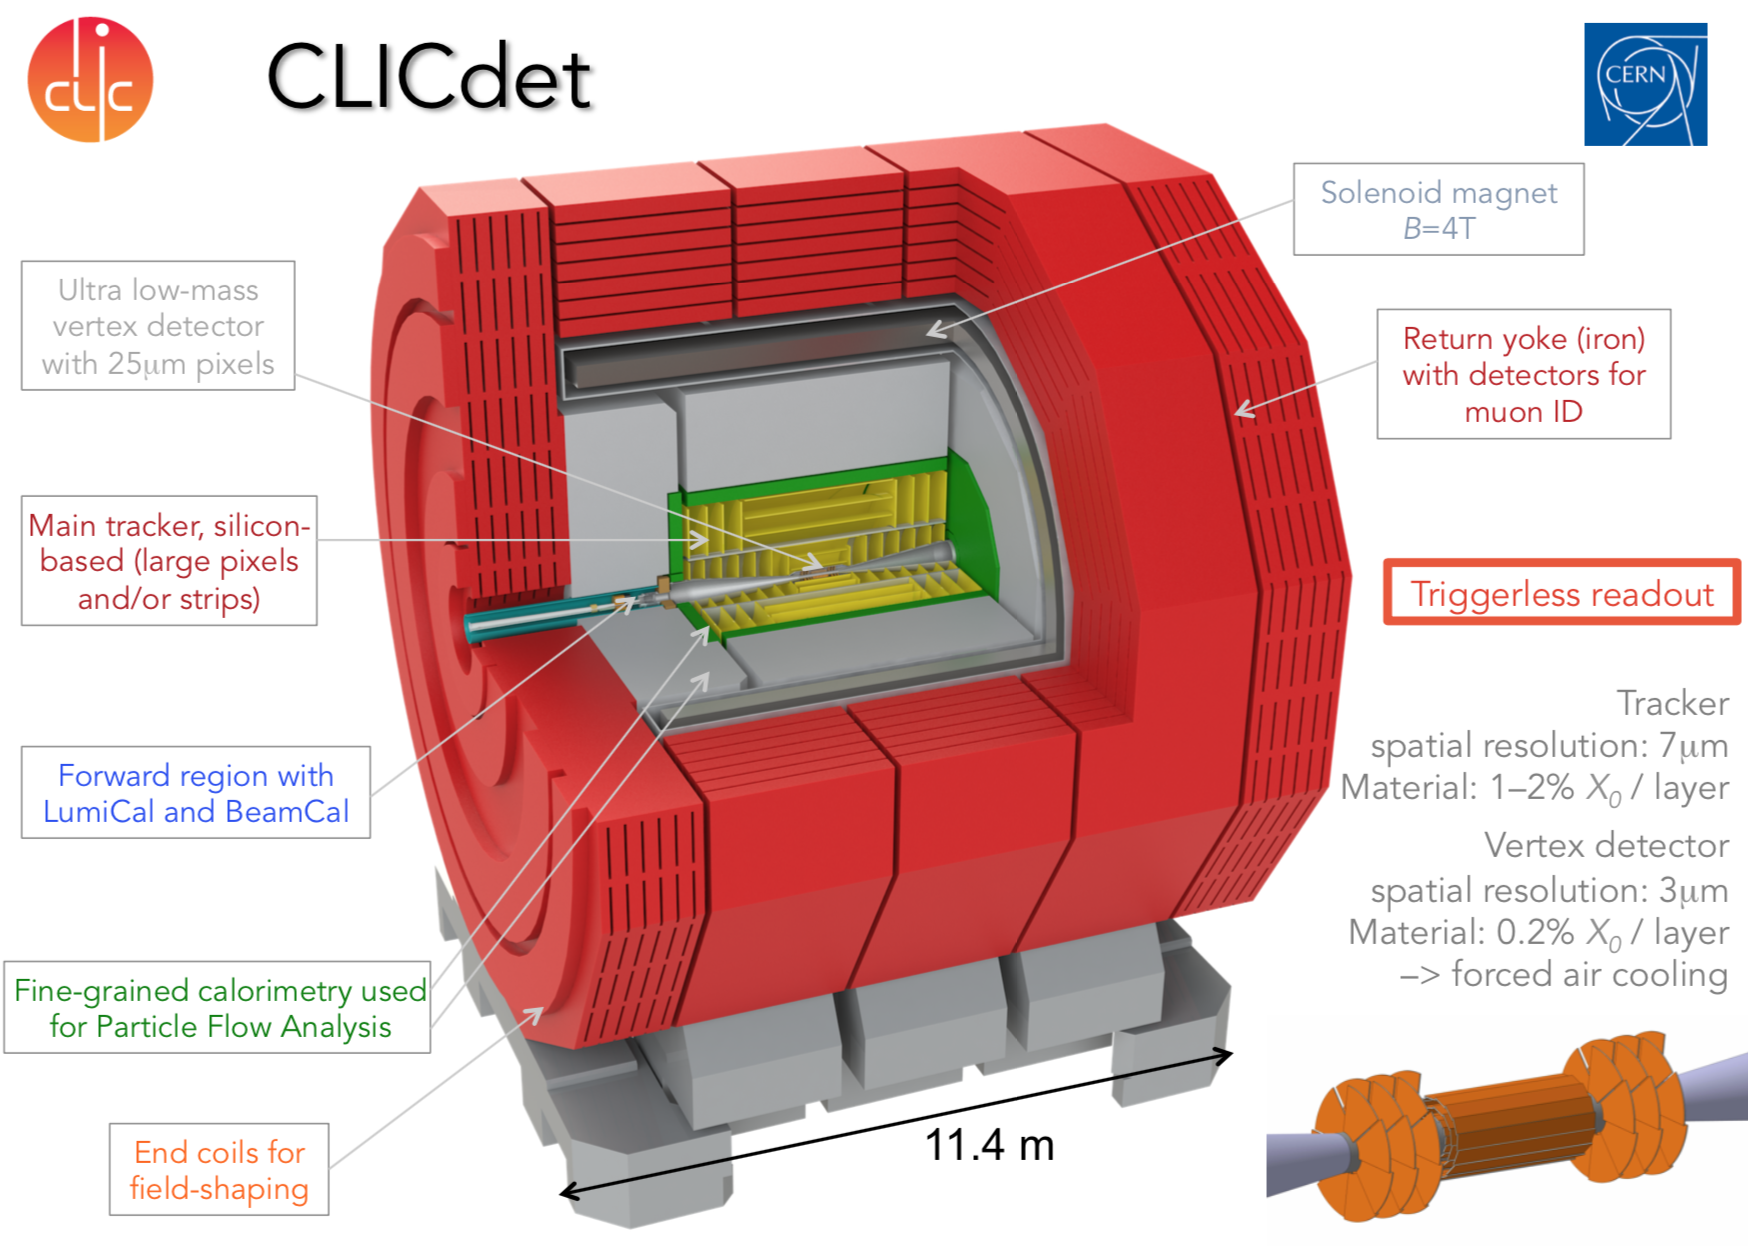 clic
CLICdet
CERN
Solenoid magnet
B=4T
Ultra low-mass
vertex detector
with 25μm pixels
Return yoke (iron)
with detectors for
muon ID
Main tracker, silicon-
based (large pixels
and/or strips)
Triggerless readout
Tracker
spatial resolution: 7μm
Material: 1–2% X₀ / layer
Forward region with
LumiCal and BeamCal
Vertex detector
spatial resolution: 3μm
Material: 0.2% X₀ / layer
–> forced air cooling
Fine-grained calorimetry used
for Particle Flow Analysis
End coils for
field-shaping
11.4 m